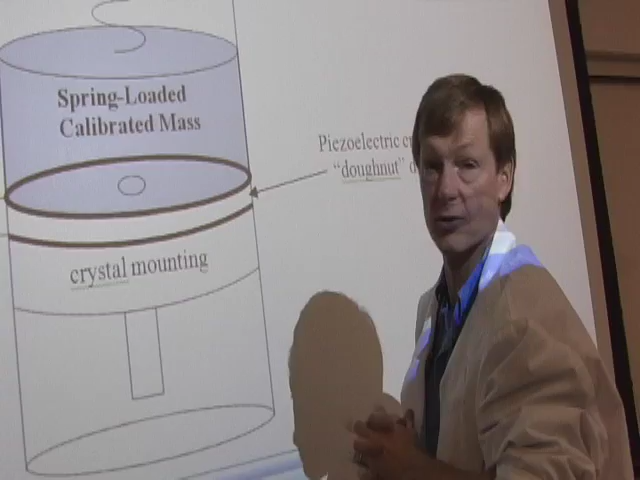 Spring-Loaded
Calibrated Mass
Piezoelectric
"doughnut"
crystal mounting